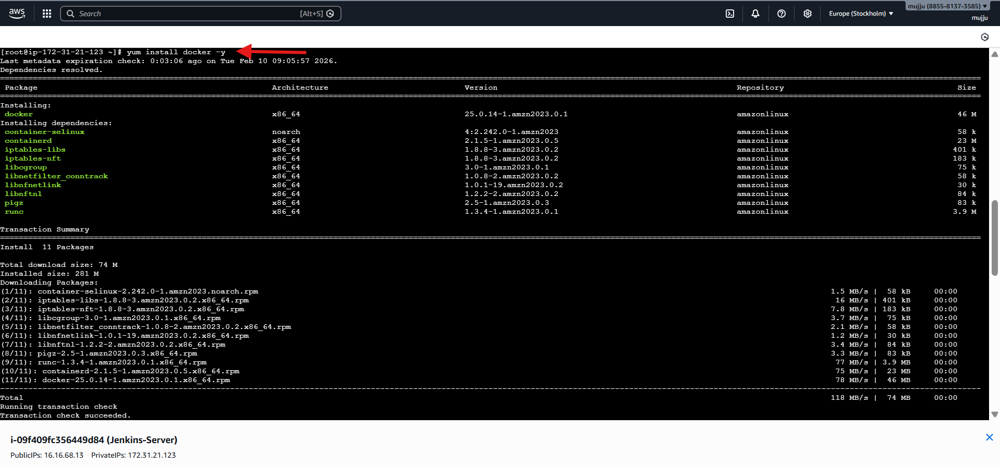 aws
Search [Alt+S]
Europe (Stockholm)
mujju (8855-8137-3585)
mujju
[root@ip-172-31-21-123 ~]# yum install docker -y
Last metadata expiration check: 0:03:06 ago on Tue Feb 10 09:05:57 2026.
Dependencies resolved.
Package Architecture Version Repository Size
Installing:
docker x86_64 25.0.14-1.amzn2023.0.1 amazonlinux 46 M
Installing dependencies:
container-selinux noarch 4:2.242.0-1.amzn2023 amazonlinux 58 k
containerd x86_64 2.1.5-1.amzn2023.0.5 amazonlinux 23 M
iptables-libs x86_64 1.8.8-3.amzn2023.0.2 amazonlinux 401 k
iptables-nft x86_64 1.8.8-3.amzn2023.0.2 amazonlinux 183 k
libcgroup x86_64 3.0-1.amzn2023.0.1 amazonlinux 75 k
libnetfilter_conntrack x86_64 1.0.8-2.amzn2023.0.2 amazonlinux 58 k
libnfnetlink x86_64 1.0.1-19.amzn2023.0.2 amazonlinux 30 k
libnftnl x86_64 1.2.2-2.amzn2023.0.2 amazonlinux 84 k
pigz x86_64 2.5-1.amzn2023.0.3 amazonlinux 83 k
runc x86_64 1.3.4-1.amzn2023.0.1 amazonlinux 3.9 M
Transaction Summary
Install 11 Packages
Total download size: 74 M
Installed size: 281 M
Downloading Packages:
(1/11): container-selinux-2.242.0-1.amzn2023.noarch.rpm 1.5 MB/s | 58 kB 00:00
(2/11): iptables-libs-1.8.8-3.amzn2023.0.2.x86_64.rpm 16 MB/s | 401 kB 00:00
(3/11): iptables-nft-1.8.8-3.amzn2023.0.2.x86_64.rpm 7.8 MB/s | 183 kB 00:00
(4/11): libcgroup-3.0-1.amzn2023.0.1.x86_64.rpm 3.7 MB/s | 75 kB 00:00
(5/11): libnetfilter_conntrack-1.0.8-2.amzn2023.0.2.x86_64.rpm 2.1 MB/s | 58 kB 00:00
(6/11): libnfnetlink-1.0.1-19.amzn2023.0.2.x86_64.rpm 1.2 MB/s | 30 kB 00:00
(7/11): libnftnl-1.2.2-2.amzn2023.0.2.x86_64.rpm 3.4 MB/s | 84 kB 00:00
(8/11): pigz-2.5-1.amzn2023.0.3.x86_64.rpm 3.3 MB/s | 83 kB 00:00
(9/11): runc-1.3.4-1.amzn2023.0.1.x86_64.rpm 77 MB/s | 3.9 MB 00:00
(10/11): containerd-2.1.5-1.amzn2023.0.5.x86_64.rpm 75 MB/s | 23 MB 00:00
(11/11): docker-25.0.14-1.amzn2023.0.1.x86_64.rpm 78 MB/s | 46 MB 00:00
Total 118 MB/s | 74 MB 00:00
Running transaction check
Transaction check succeeded.
i-09f409fc356449d84 (Jenkins-Server)
PublicIPs: 16.16.68.13 PrivateIPs: 172.31.21.123